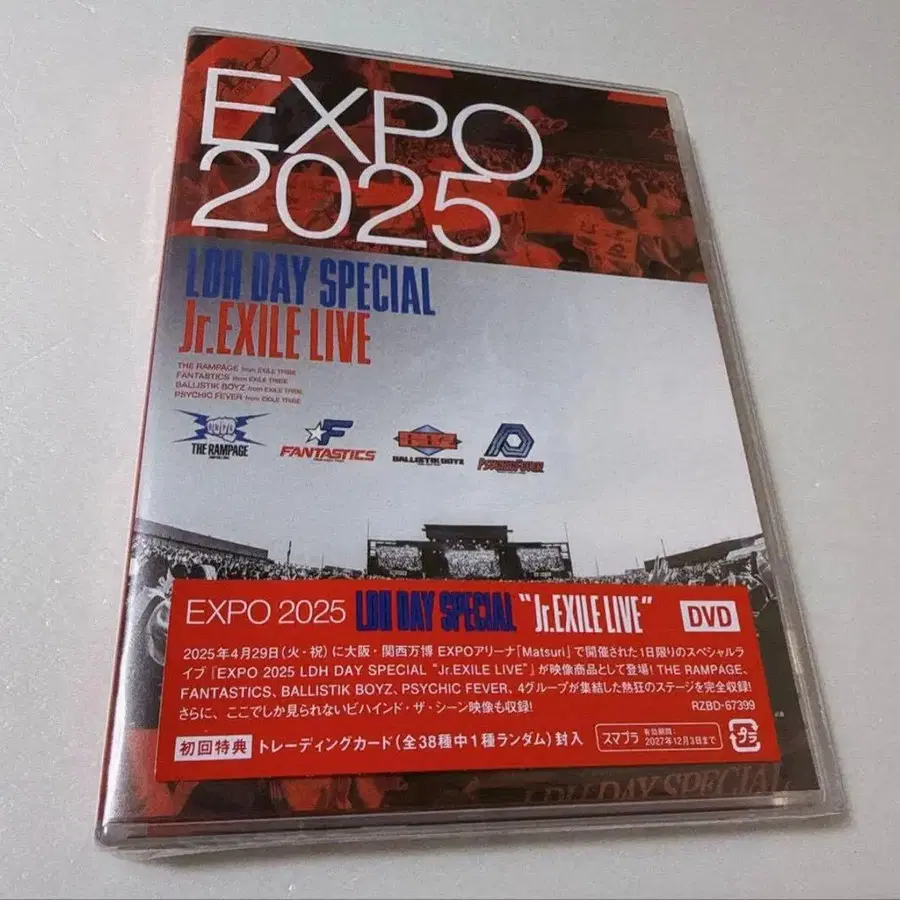 EXPO
2025
LDH DAY SPECIAL
Jr.EXILE LIVE
THE RAMPAGE from EXILE TRIBE
FANTASTICS from EXILE TRIBE
BALLISTIK BOYZ from EXILE TRIBE
PSYCHIC FEVER from EXILE TRIBE
THE RAMPAGE
FANTASTICS
BALLISTIK BOYZ
PSYCHIC FEVER
EXPO 2025 LDH DAY SPECIAL "Jr.EXILE LIVE" DVD
2025年4月29日(火・祝)に大阪・関西万博 EXPOアリーナ「Matsuri」で開催された1日限りのスペシャルラ
イブ『EXPO 2025 LDH DAY SPECIAL "Jr.EXILE LIVE"』が映像商品として登場! THE RAMPAGE、
FANTASTICS、BALLISTIK BOYZ、PSYCHIC FEVER、4グループが集結した熱狂のステージを完全収録!
さらに、ここでしか見られないビハインド・ザ・シーン映像も収録! RZBD-67399
初回特典 トレーディングカード(全38種中1種ランダム)封入 スマプラ 有効期間: 2027年12月3日まで プラ
LDH DAY SPECIAL